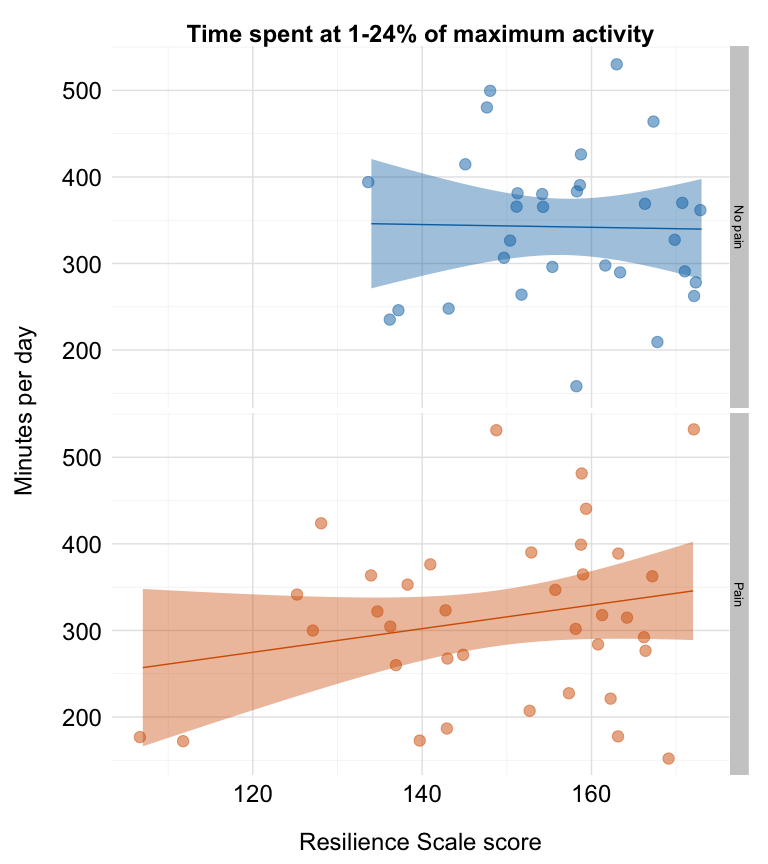 Time spent at 1-24% of maximum activity
500
400
300
200
No pain
Minutes per day
500
400
300
200
Pain
120 140 160
Resilience Scale score